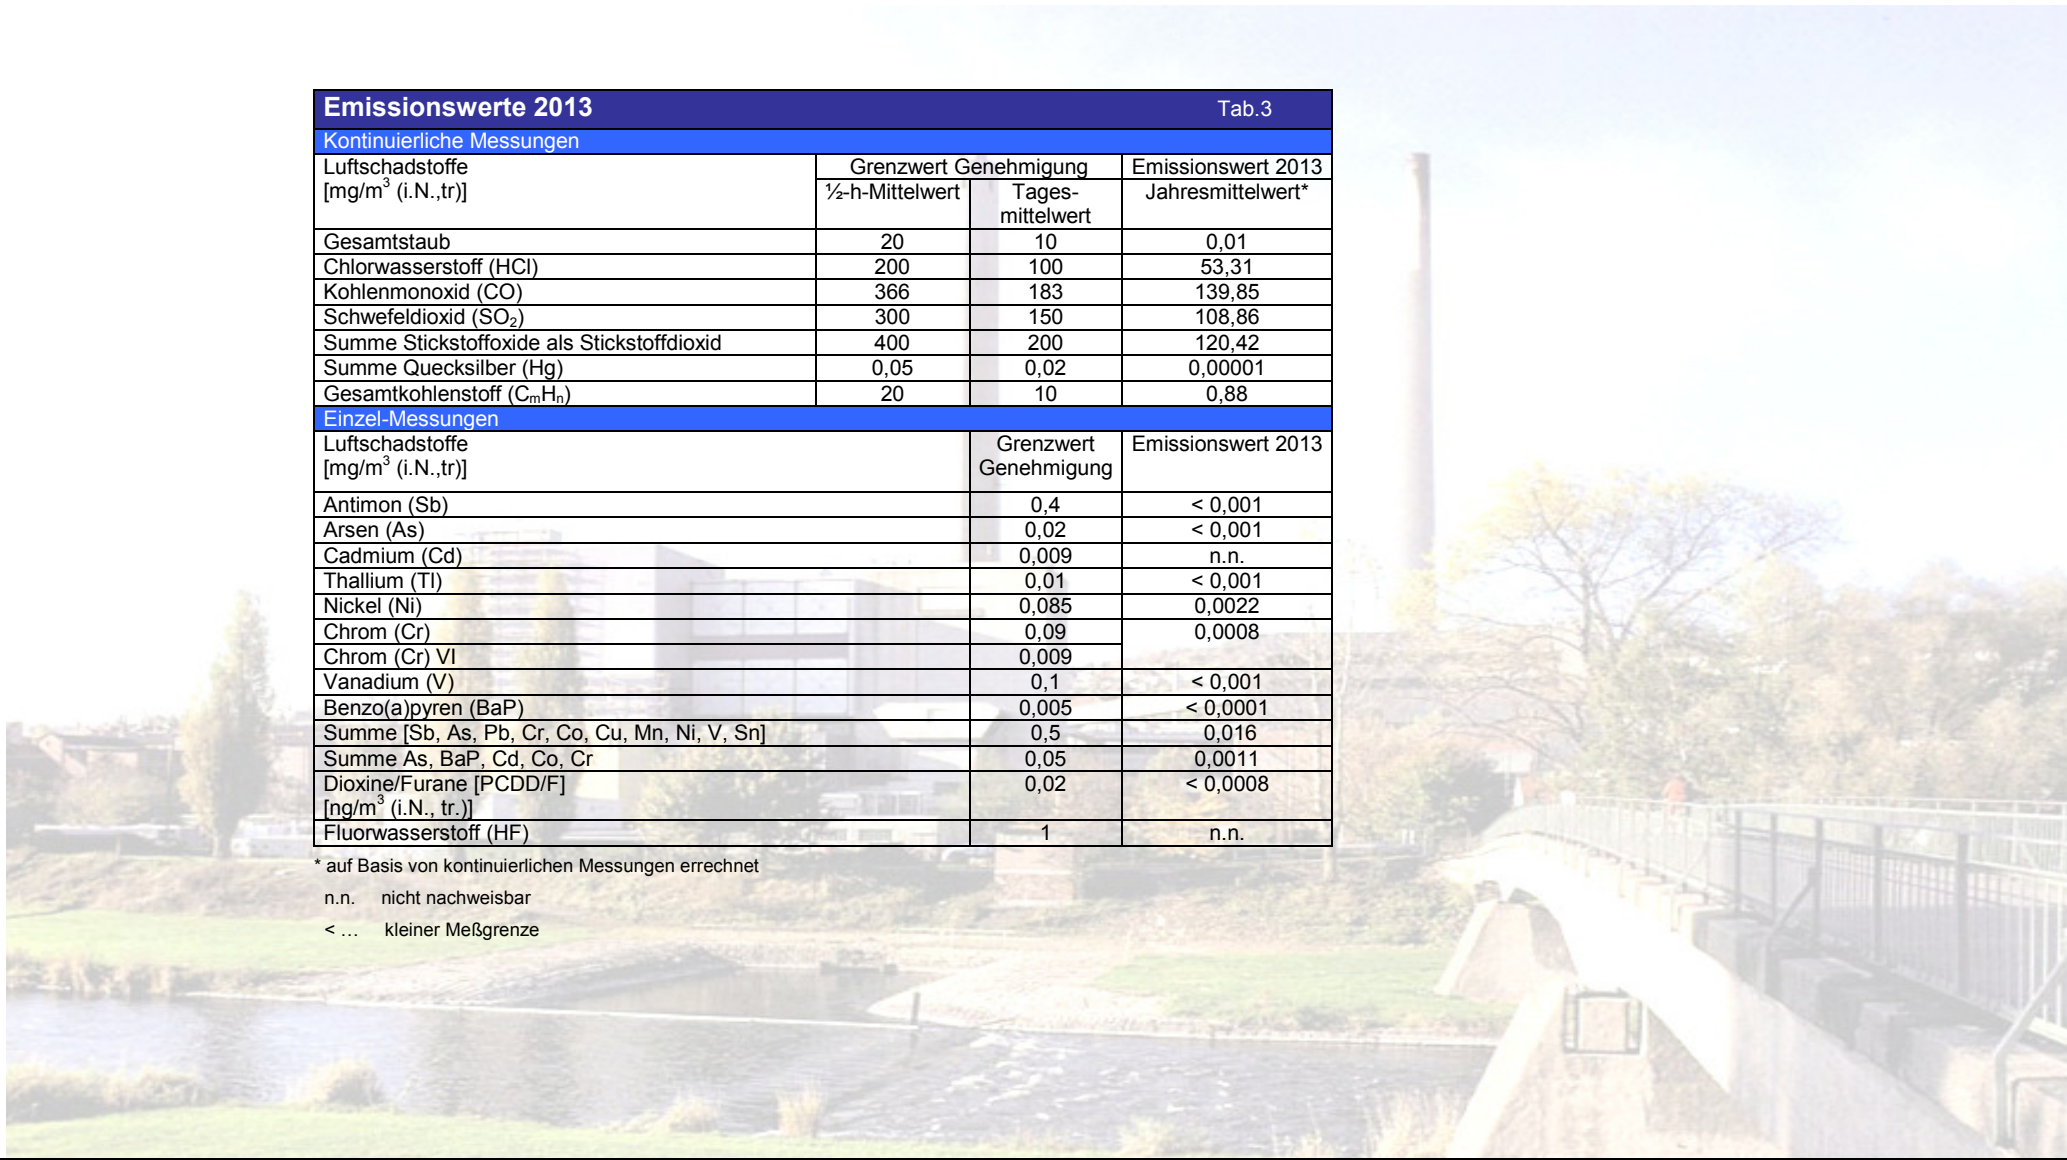 Emissionswerte 2013 Tab.3
Kontinuierliche Messungen
Luftschadstoffe Grenzwert Genehmigung Emissionswert 2013
[mg/m³ (i.N.,tr)] ½-h-Mittelwert Tages- Jahresmittelwert*
mittelwert
Gesamtstaub 20 10 0,01
Chlorwasserstoff (HCl) 200 100 53,31
Kohlenmonoxid (CO) 366 183 139,85
Schwefeldioxid (SO₂) 300 150 108,86
Summe Stickstoffoxide als Stickstoffdioxid 400 200 120,42
Summe Quecksilber (Hg) 0,05 0,02 0,00001
Gesamtkohlenstoff (CₘHₙ) 20 10 0,88
Einzel-Messungen
Luftschadstoffe Grenzwert Emissionswert 2013
[mg/m³ (i.N.,tr)] Genehmigung
Antimon (Sb) 0,4 < 0,001
Arsen (As) 0,02 < 0,001
Cadmium (Cd) 0,009 n.n.
Thallium (Tl) 0,01 < 0,001
Nickel (Ni) 0,085 0,0022
Chrom (Cr) 0,09 0,0008
Chrom (Cr) VI 0,009
Vanadium (V) 0,1 < 0,001
Benzo(a)pyren (BaP) 0,005 < 0,0001
Summe [Sb, As, Pb, Cr, Co, Cu, Mn, Ni, V, Sn] 0,5 0,016
Summe As, BaP, Cd, Co, Cr 0,05 0,0011
Dioxine/Furane [PCDD/F] 0,02 < 0,0008
[ng/m³ (i.N., tr.)]
Fluorwasserstoff (HF) 1 n.n.
* auf Basis von kontinuierlichen Messungen errechnet
n.n. nicht nachweisbar
< … kleiner Meßgrenze